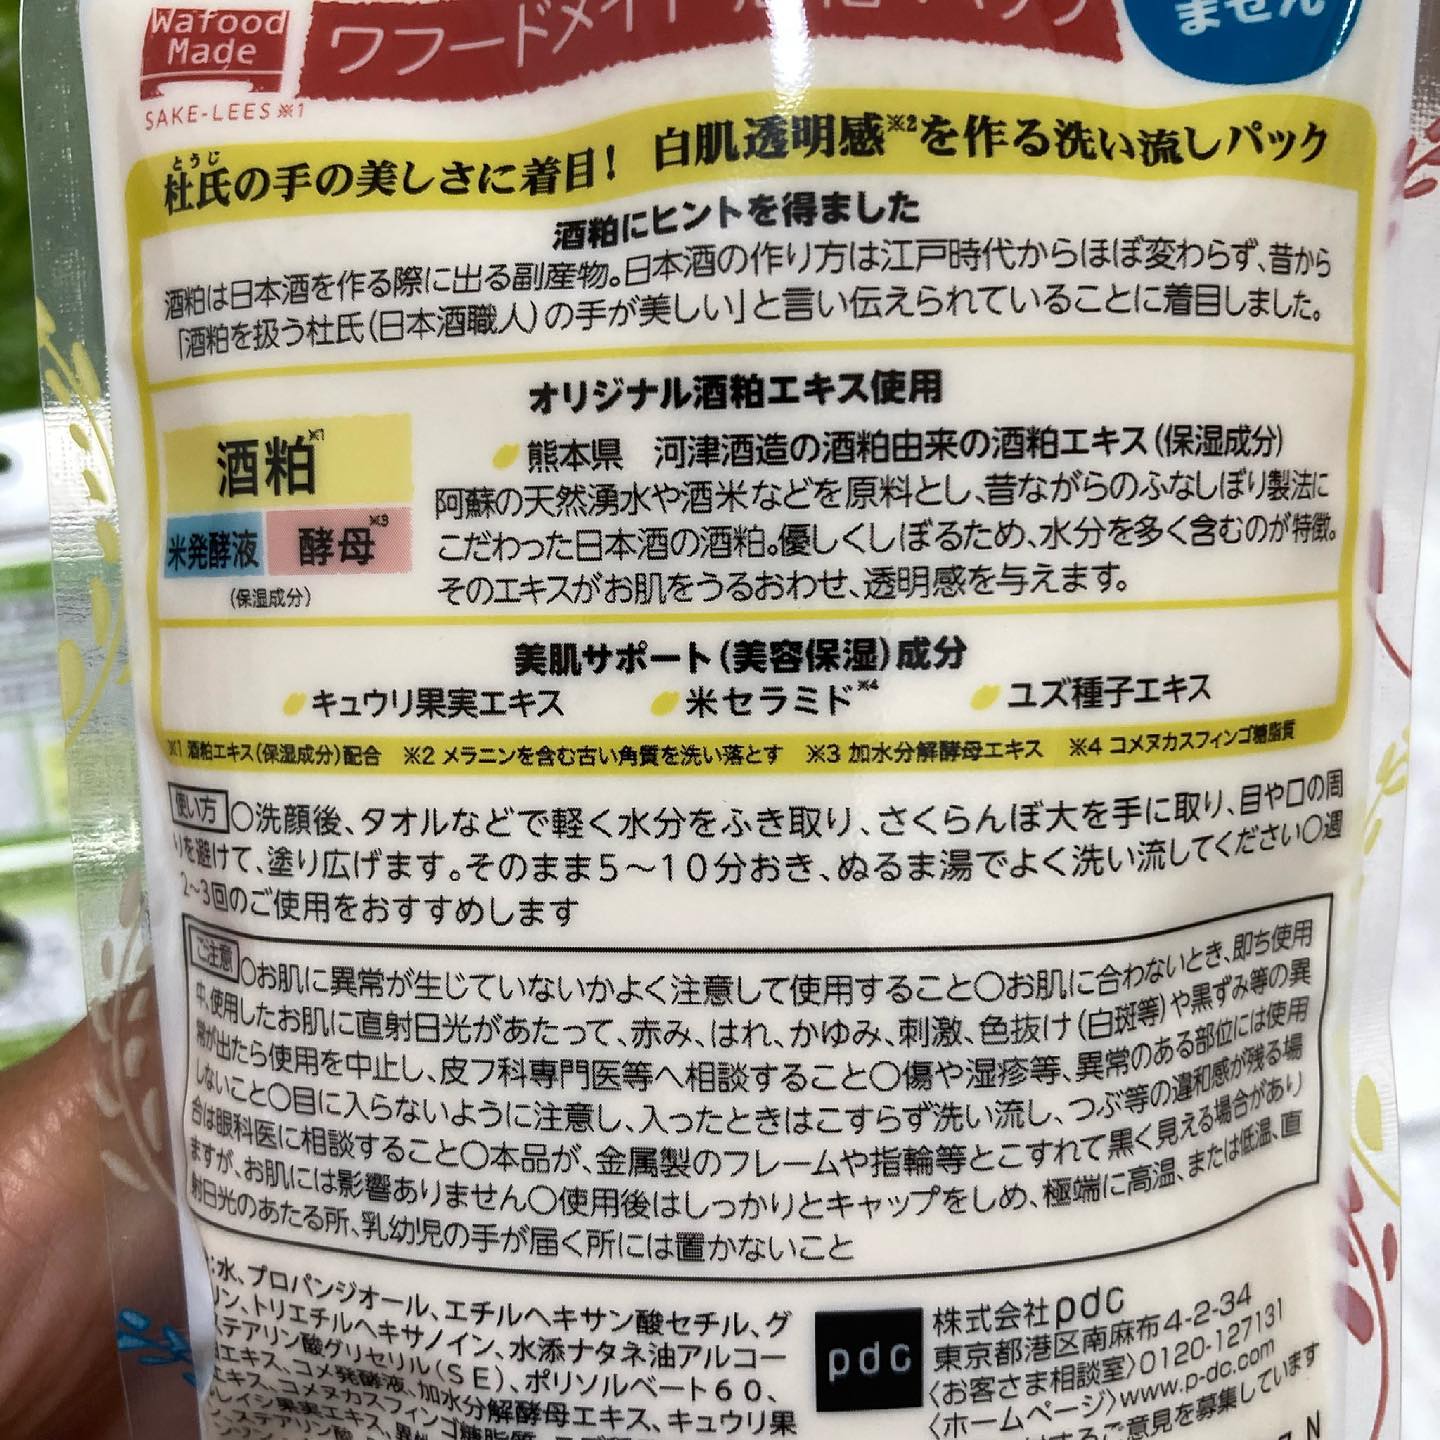 Wafood
Made
ワフードメイド
ません
SAKE-LEES※1
とうじ
杜氏の手の美しさに着目! 白肌透明感※2を作る洗い流しパック
酒粕にヒントを得ました
酒粕は日本酒を作る際に出る副産物。日本酒の作り方は江戸時代からほぼ変わらず、昔から
「酒粕を扱う杜氏(日本酒職人)の手が美しい」と言い伝えられていることに着目しました。
オリジナル酒粕エキス使用
酒粕※1
米発酵液 酵母※3
(保湿成分)
熊本県 河津酒造の酒粕由来の酒粕エキス(保湿成分)
阿蘇の天然湧水や酒米などを原料とし、昔ながらのふなしぼり製法に
こだわった日本酒の酒粕。優しくしぼるため、水分を多く含むのが特徴。
そのエキスがお肌をうるおわせ、透明感を与えます。
美肌サポート(美容保湿)成分
キュウリ果実エキス 米セラミド※4 ユズ種子エキス
※1 酒粕エキス(保湿成分)配合 ※2 メラニンを含む古い角質を洗い落とす ※3 加水分解酵母エキス ※4 コメヌカスフィンゴ糖脂質
使い方 ○洗顔後、タオルなどで軽く水分をふき取り、さくらんぼ大を手に取り、目や口の周
りを避けて、塗り広げます。そのまま5〜10分おき、ぬるま湯でよく洗い流してください○週
2〜3回のご使用をおすすめします
ご注意 ○お肌に異常が生じていないかよく注意して使用すること○お肌に合わないとき、即ち使用
中、使用したお肌に直射日光があたって、赤み、はれ、かゆみ、刺激、色抜け(白斑等)や黒ずみ等の異
常が出たら使用を中止し、皮フ科専門医等へ相談すること○傷や湿疹等、異常のある部位には使用
しないこと○目に入らないように注意し、入ったときはこすらず洗い流し、つぶ等の違和感が残る場
合は眼科医に相談すること○本品が、金属製のフレームや指輪等とこすれて黒く見える場合があり
ますが、お肌には影響ありません○使用後はしっかりとキャップをしめ、極端に高温、または低温、直
射日光のあたる所、乳幼児の手が届く所には置かないこと
:水、プロパンジオール、エチルヘキサン酸セチル、グ
リン、トリエチルヘキサノイン、水添ナタネ油アルコー
ステアリン酸グリセリル(SE)、ポリソルベート60、
エキス、コメ発酵液、加水分解酵母エキス、キュウリ果
エキス、コメヌカスフィンゴ糖脂質
pdc
株式会社pdc
東京都港区南麻布4-2-34
〈お客さま相談室〉0120-127131
〈ホームページ〉www.p-dc.com
するご意見を募集しています